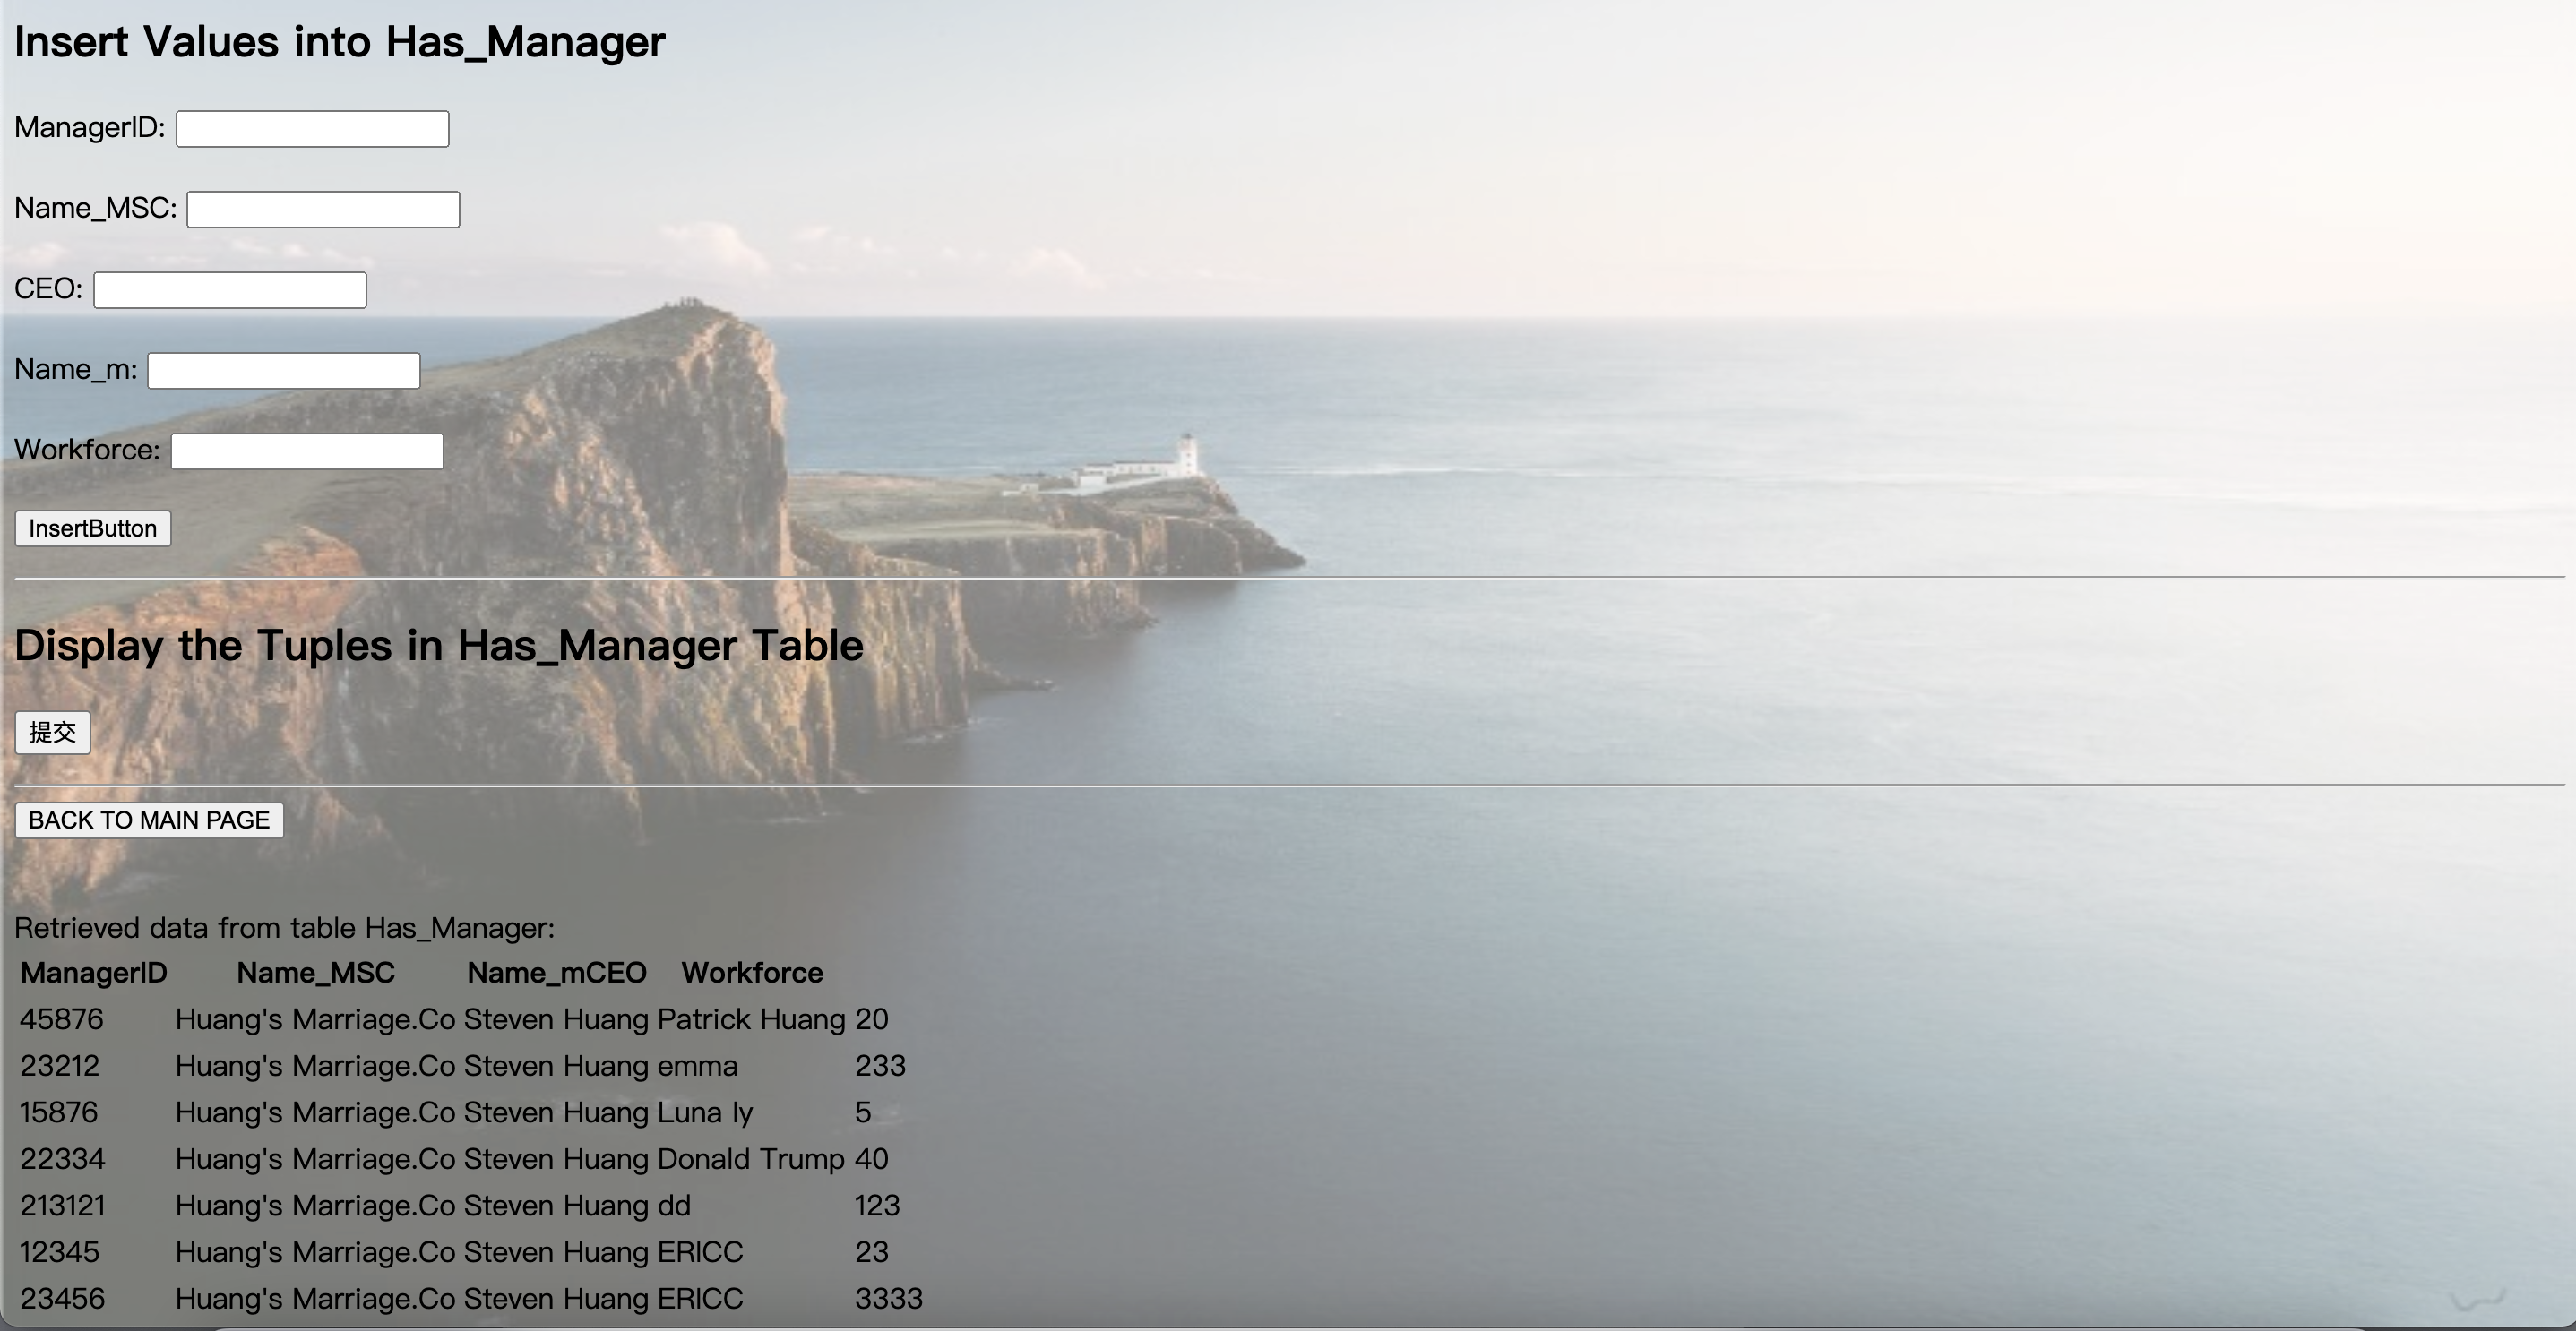 Insert Values into Has_Manager
ManagerID:
Name_MSC:
CEO:
Name_m:
Workforce:
InsertButton
Display the Tuples in Has_Manager Table
提交
BACK TO MAIN PAGE
Retrieved data from table Has_Manager:
ManagerID Name_MSC Name_mCEO Workforce
45876 Huang's Marriage.Co Steven Huang Patrick Huang 20
23212 Huang's Marriage.Co Steven Huang emma 233
15876 Huang's Marriage.Co Steven Huang Luna ly 5
22334 Huang's Marriage.Co Steven Huang Donald Trump 40
213121 Huang's Marriage.Co Steven Huang dd 123
12345 Huang's Marriage.Co Steven Huang ERICC 23
23456 Huang's Marriage.Co Steven Huang ERICC 3333